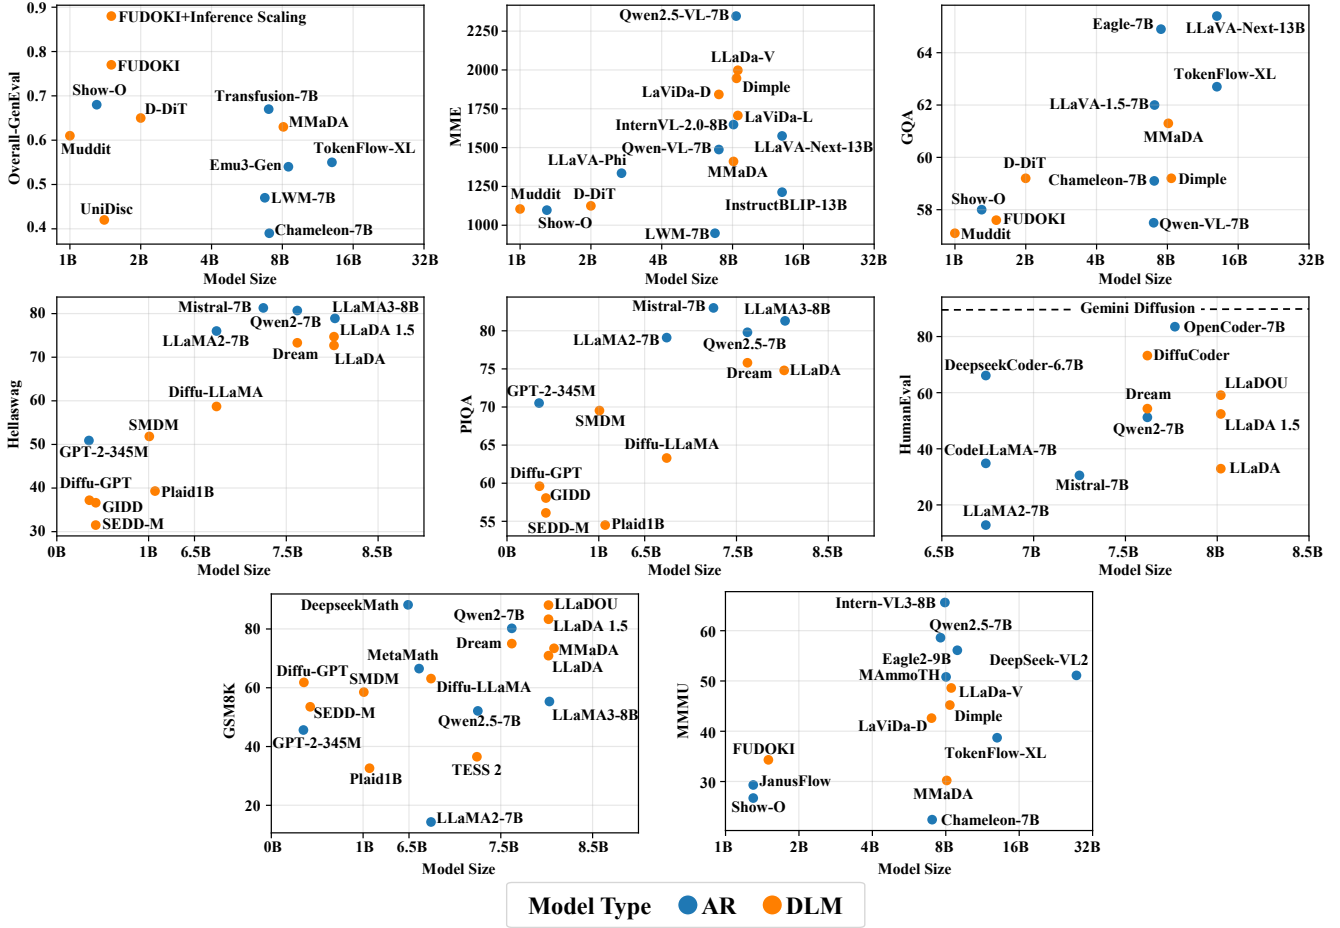 0.9
0.8
0.7
0.6
0.5
0.4
Overall-GenEval
FUDOKI+Inference Scaling
FUDOKI
Show-O
D-DiT
Muddit
Transfusion-7B
MMaDA
TokenFlow-XL
Emu3-Gen
LWM-7B
UniDisc
Chameleon-7B
1B 2B 4B 8B 16B 32B
Model Size
2250
2000
1750
1500
1250
1000
MME
Qwen2.5-VL-7B
LLaDa-V
Dimple
LaViDa-D
LaViDa-L
InternVL-2.0-8B
Qwen-VL-7B
LLaVA-Next-13B
LLaVA-Phi
MMaDA
Muddit
D-DiT
InstructBLIP-13B
Show-O
LWM-7B
1B 2B 4B 8B 16B 32B
Model Size
64
62
60
58
GQA
Eagle-7B
LLaVA-Next-13B
TokenFlow-XL
LLaVA-1.5-7B
MMaDA
D-DiT
Chameleon-7B
Dimple
Show-O
FUDOKI
Qwen-VL-7B
Muddit
1B 2B 4B 8B 16B 32B
Model Size
80
70
60
50
40
30
Hellaswag
Mistral-7B
LLaMA3-8B
Qwen2-7B
LLaDA 1.5
LLaMA2-7B
Dream
LLaDA
Diffu-LLaMA
SMDM
GPT-2-345M
Diffu-GPT
Plaid1B
GIDD
SEDD-M
0B 1B 6.5B 7.5B 8.5B
Model Size
80
75
70
65
60
55
PIQA
Mistral-7B
LLaMA3-8B
LLaMA2-7B
Qwen2.5-7B
Dream
LLaDA
GPT-2-345M
SMDM
Diffu-LLaMA
Diffu-GPT
GIDD
SEDD-M
Plaid1B
0B 1B 6.5B 7.5B 8.5B
Model Size
80
60
40
20
HumanEval
Gemini Diffusion
OpenCoder-7B
DiffuCoder
DeepseekCoder-6.7B
LLaDOU
Dream
Qwen2-7B
LLaDA 1.5
CodeLLaMA-7B
LLaDA
Mistral-7B
LLaMA2-7B
6.5B 7B 7.5B 8B 8.5B
Model Size
80
60
40
20
GSM8K
DeepseekMath
LLaDOU
Qwen2-7B
LLaDA 1.5
Dream
MMaDA
MetaMath
LLaDA
Diffu-GPT
SMDM
Diffu-LLaMA
SEDD-M
Qwen2.5-7B
LLaMA3-8B
GPT-2-345M
Plaid1B
TESS 2
LLaMA2-7B
0B 1B 6.5B 7.5B 8.5B
Model Size
60
50
40
30
MMMU
Intern-VL3-8B
Qwen2.5-7B
Eagle2-9B
DeepSeek-VL2
MAmmoTH
LLaDa-V
Dimple
LaViDa-D
TokenFlow-XL
FUDOKI
JanusFlow
MMaDA
Show-O
Chameleon-7B
1B 2B 4B 8B 16B 32B
Model Size
Model Type AR DLM